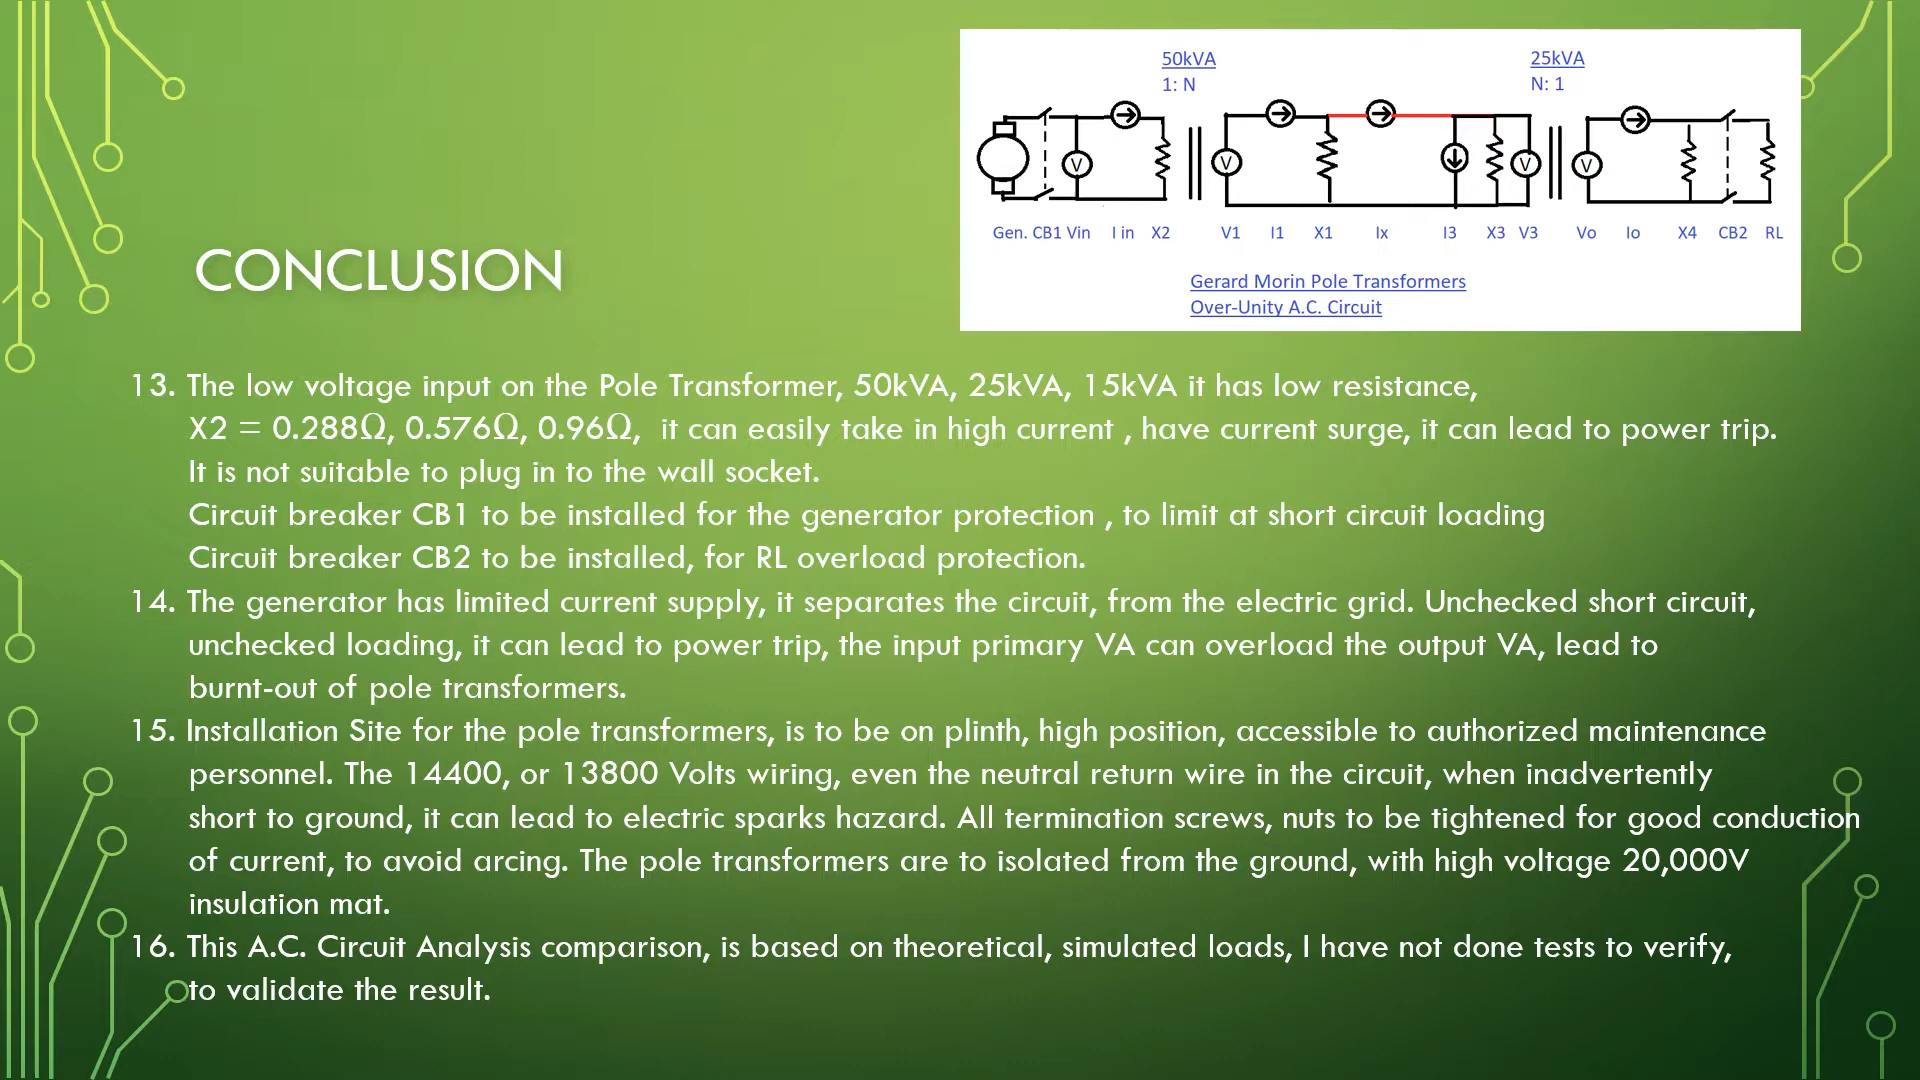 50kVA
1: N
25kVA
N: 1
V V V V
Gen. CB1 Vin I in X2 V1 I1 X1 Ix I3 X3 V3 Vo Io X4 CB2 RL
Gerard Morin Pole Transformers
Over-Unity A.C. Circuit
CONCLUSION
13. The low voltage input on the Pole Transformer, 50kVA, 25kVA, 15kVA it has low resistance,
X2 = 0.288Ω, 0.576Ω, 0.96Ω, it can easily take in high current , have current surge, it can lead to power trip.
It is not suitable to plug in to the wall socket.
Circuit breaker CB1 to be installed for the generator protection , to limit at short circuit loading
Circuit breaker CB2 to be installed, for RL overload protection.
14. The generator has limited current supply, it separates the circuit, from the electric grid. Unchecked short circuit,
unchecked loading, it can lead to power trip, the input primary VA can overload the output VA, lead to
burnt-out of pole transformers.
15. Installation Site for the pole transformers, is to be on plinth, high position, accessible to authorized maintenance
personnel. The 14400, or 13800 Volts wiring, even the neutral return wire in the circuit, when inadvertently
short to ground, it can lead to electric sparks hazard. All termination screws, nuts to be tightened for good conduction
of current, to avoid arcing. The pole transformers are to isolated from the ground, with high voltage 20,000V
insulation mat.
16. This A.C. Circuit Analysis comparison, is based on theoretical, simulated loads, I have not done tests to verify,
to validate the result.